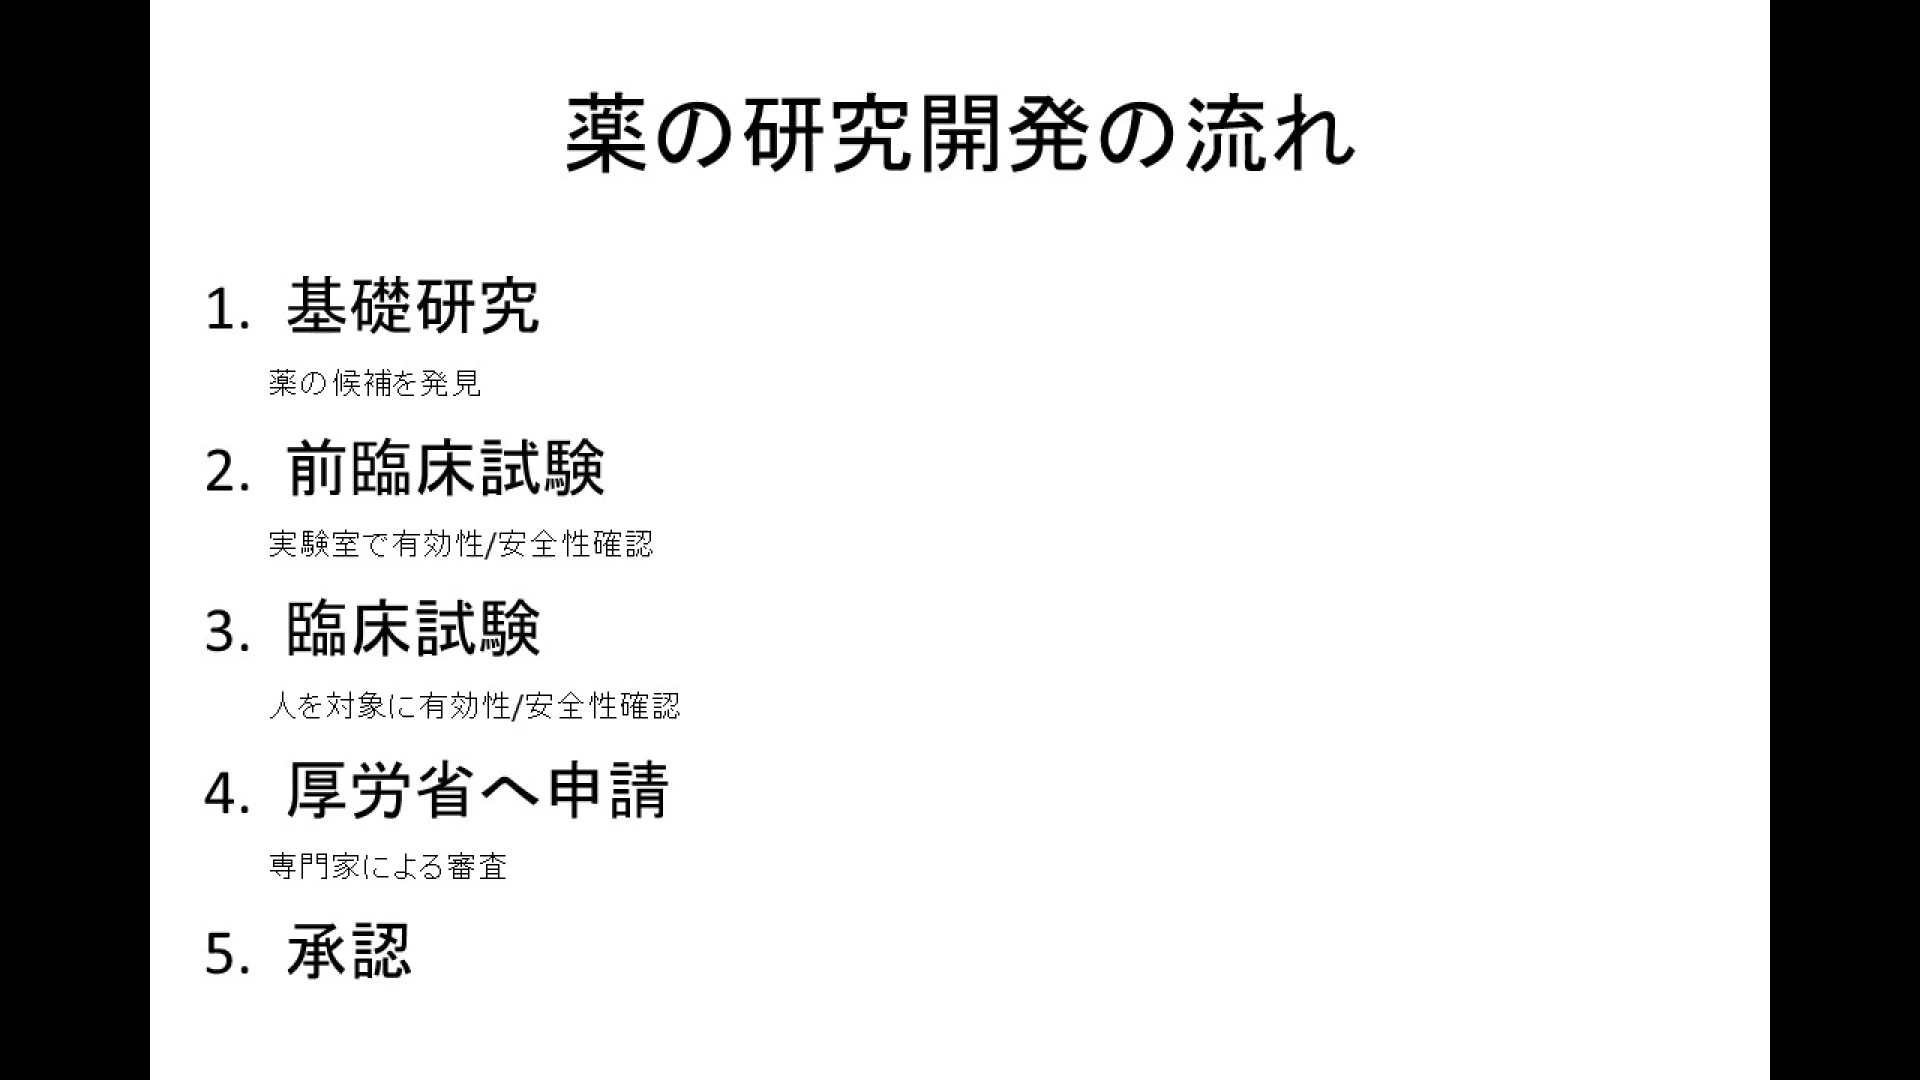 薬の研究開発の流れ
1. 基礎研究
薬の候補を発見
2. 前臨床試験
実験室で有効性/安全性確認
3. 臨床試験
人を対象に有効性/安全性確認
4. 厚労省へ申請
専門家による審査
5. 承認